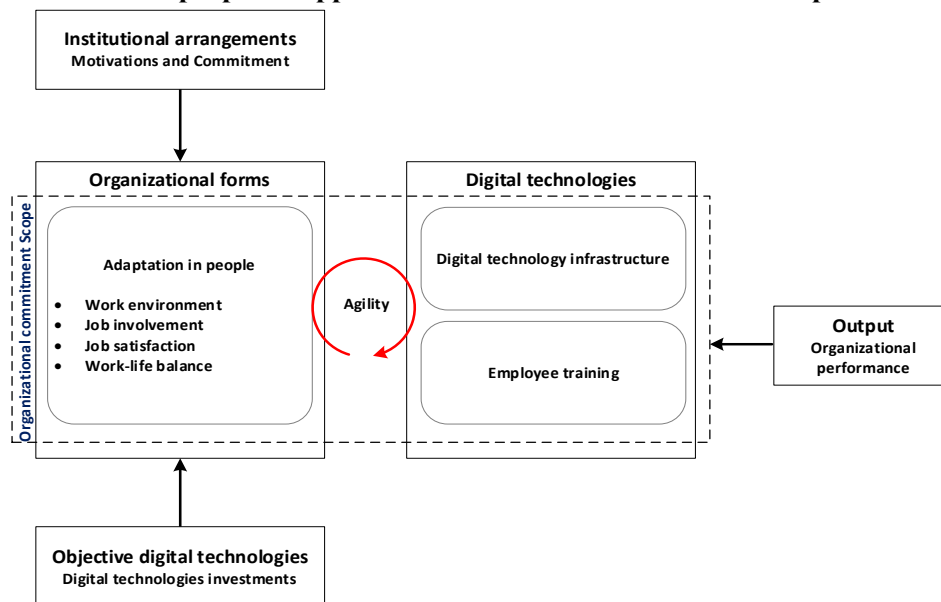 Institutional arrangements
Motivations and Commitment
Organizational forms
Digital technologies
Organizational commitment Scope
Adaptation in people
• Work environment
• Job involvement
• Job satisfaction
• Work-life balance
Agility
Digital technology infrastructure
Employee training
Output
Organizational
performance
Objective digital technologies
Digital technologies investments